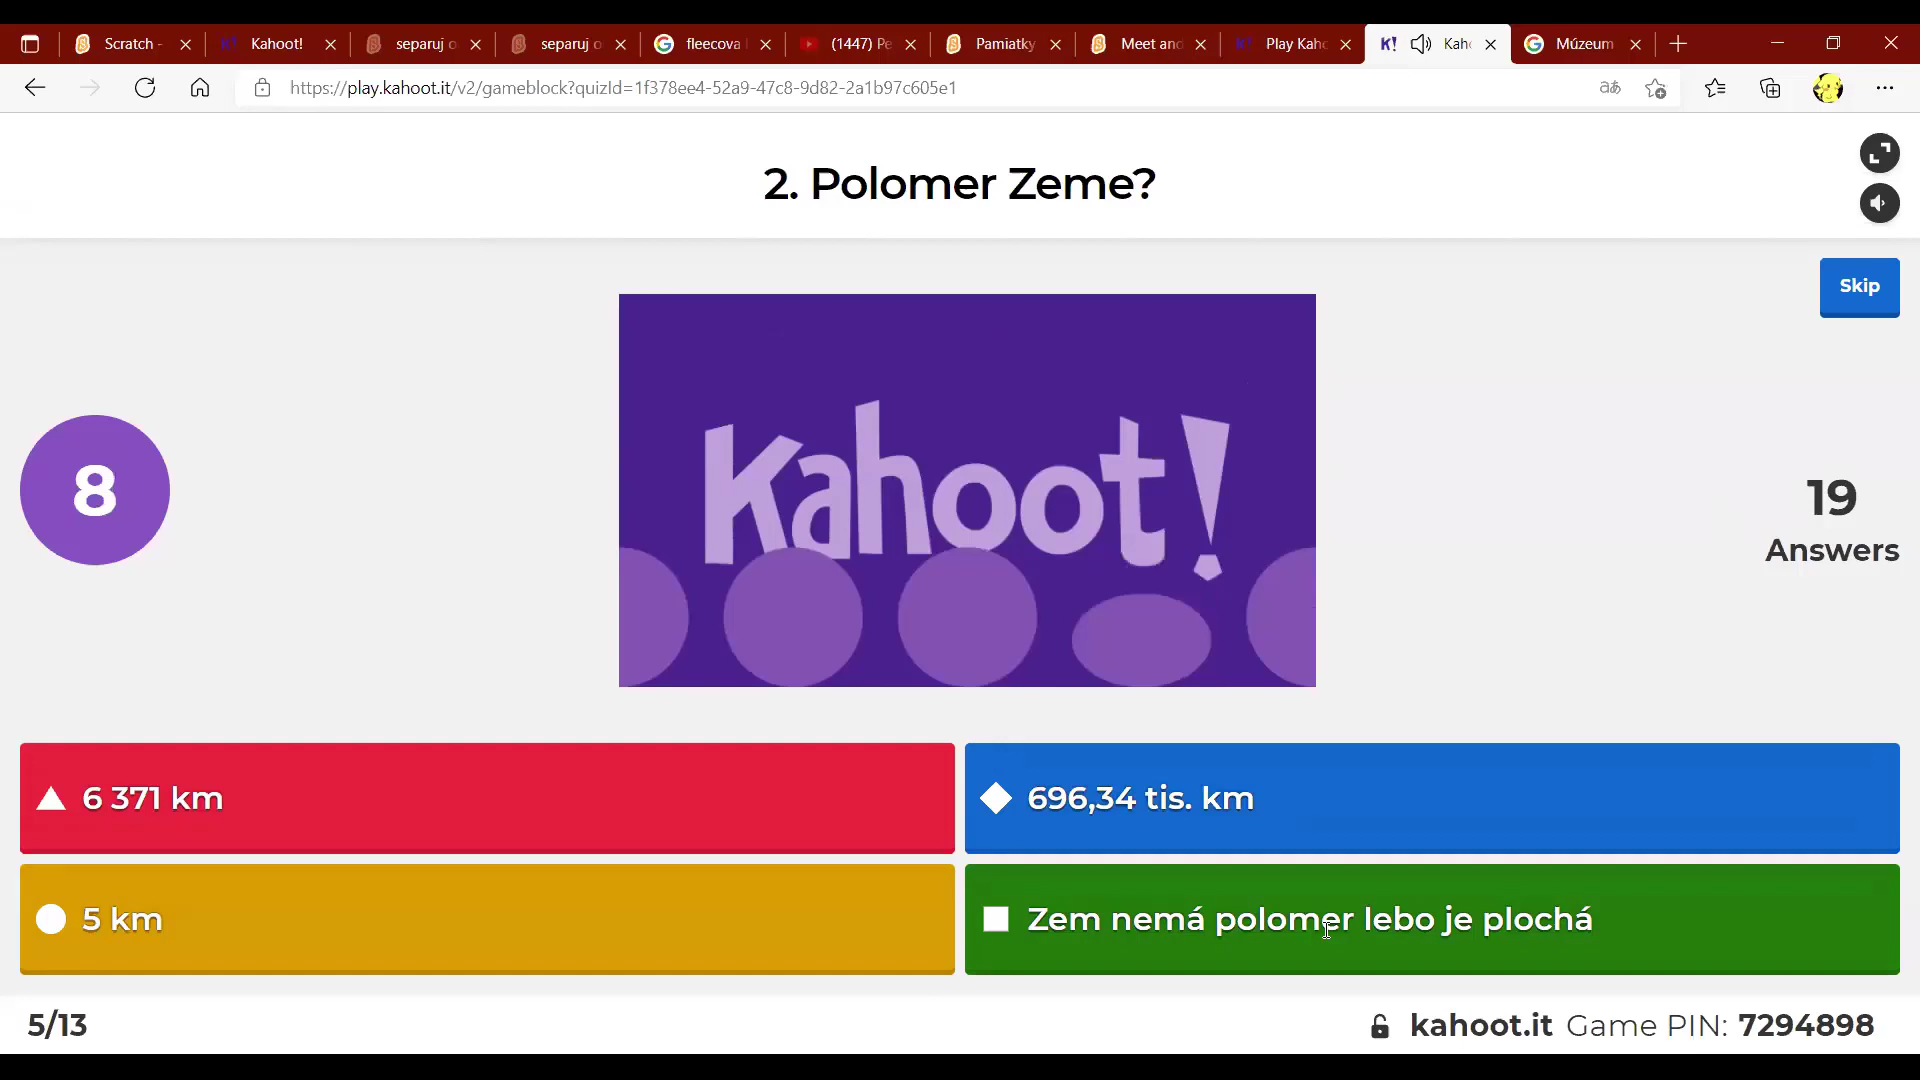 Scratch -
Kahoot!
separuj o
separuj o
fleecova
(1447) Pe
Pamiatky
Meet and
Play Kaho
Kaho
Múzeum
https://play.kahoot.it/v2/gameblock?quizId=1f378ee4-52a9-47c8-9d82-2a1b97c605e1
2. Polomer Zeme?
Skip
8
Kahoot!
19
Answers
6 371 km
696,34 tis. km
5 km
Zem nemá polomer lebo je plochá
5/13
kahoot.it Game PIN: 7294898